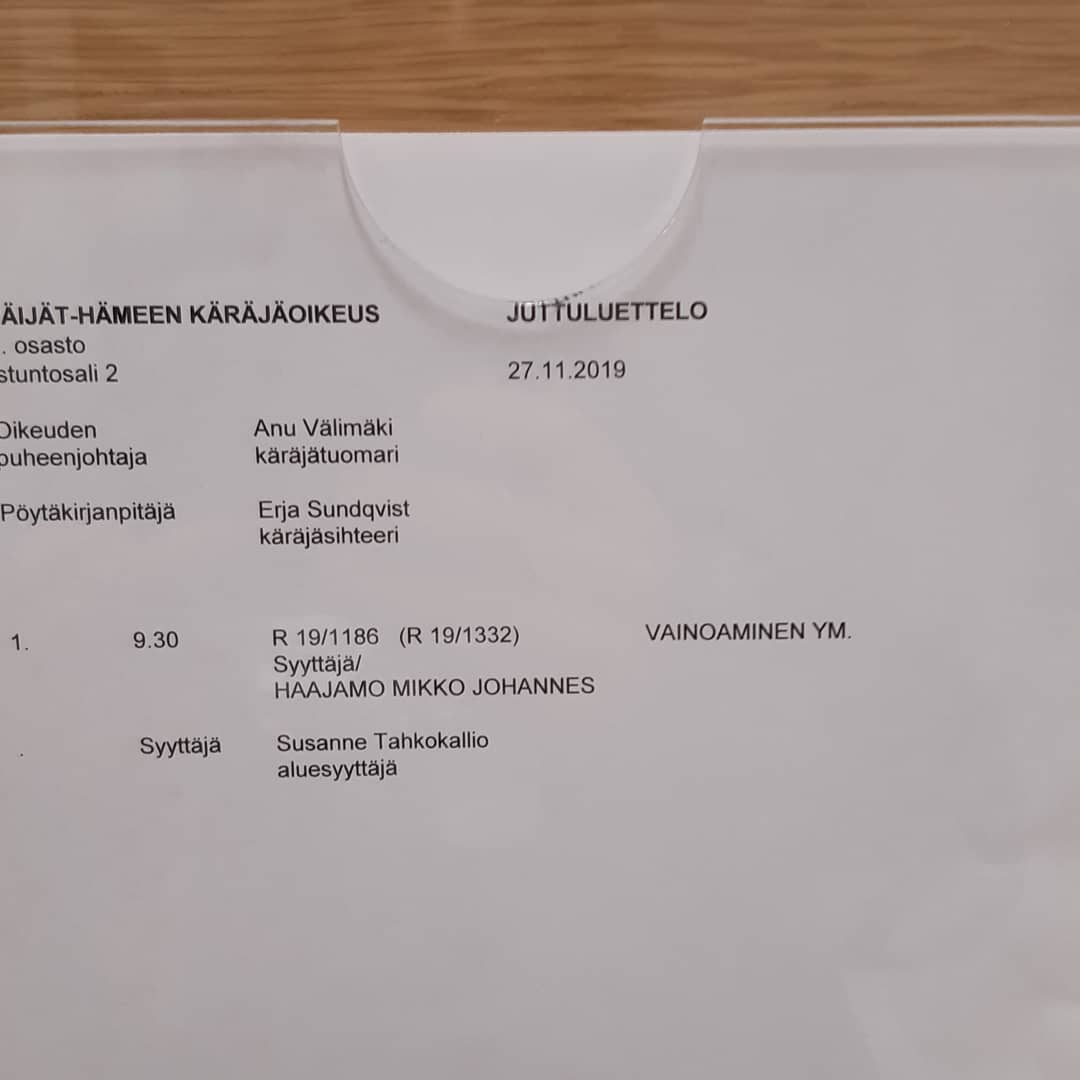 ÄIJÄT-HÄMEEN KÄRÄJÄOIKEUS JUTTULUETTELO
. osasto
stuntosali 2 27.11.2019
Oikeuden Anu Välimäki
puheenjohtaja käräjätuomari
Pöytäkirjanpitäjä Erja Sundqvist
käräjäsihteeri
1. 9.30 R 19/1186 (R 19/1332) VAINOAMINEN YM.
Syyttäjä/
HAAJAMO MIKKO JOHANNES
. Syyttäjä Susanne Tahkokallio
aluesyyttäjä